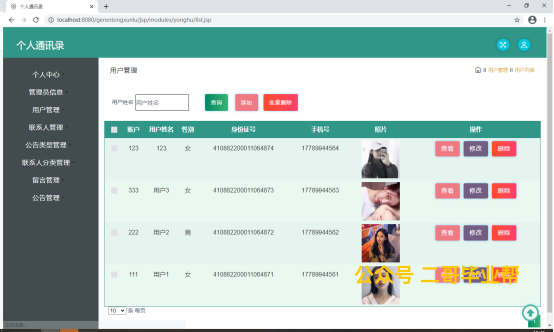 个人通讯录
localhost:8080/gerentongxunlu/jsp/modules/yonghu/list.jsp
个人通讯录
个人中心
管理员信息
用户管理
联系人管理
公告类型管理
联系人分类管理
留言管理
公告管理
用户管理
用户管理 用户列表
用户姓名 用户姓名 查询 添加 批量删除
账户 用户姓名 性别 身份证号 手机号 照片 操作
123 123 女 410882200011064874 17789944564 查看 修改 删除
333 用户3 女 410882200011064873 17789944563 查看 修改 删除
222 用户2 男 410882200011064872 17789944562 查看 修改 删除
111 用户1 女 410882200011064871 17789944561 查看 修改 删除
公众号 二哥毕业帮
10 条 每页